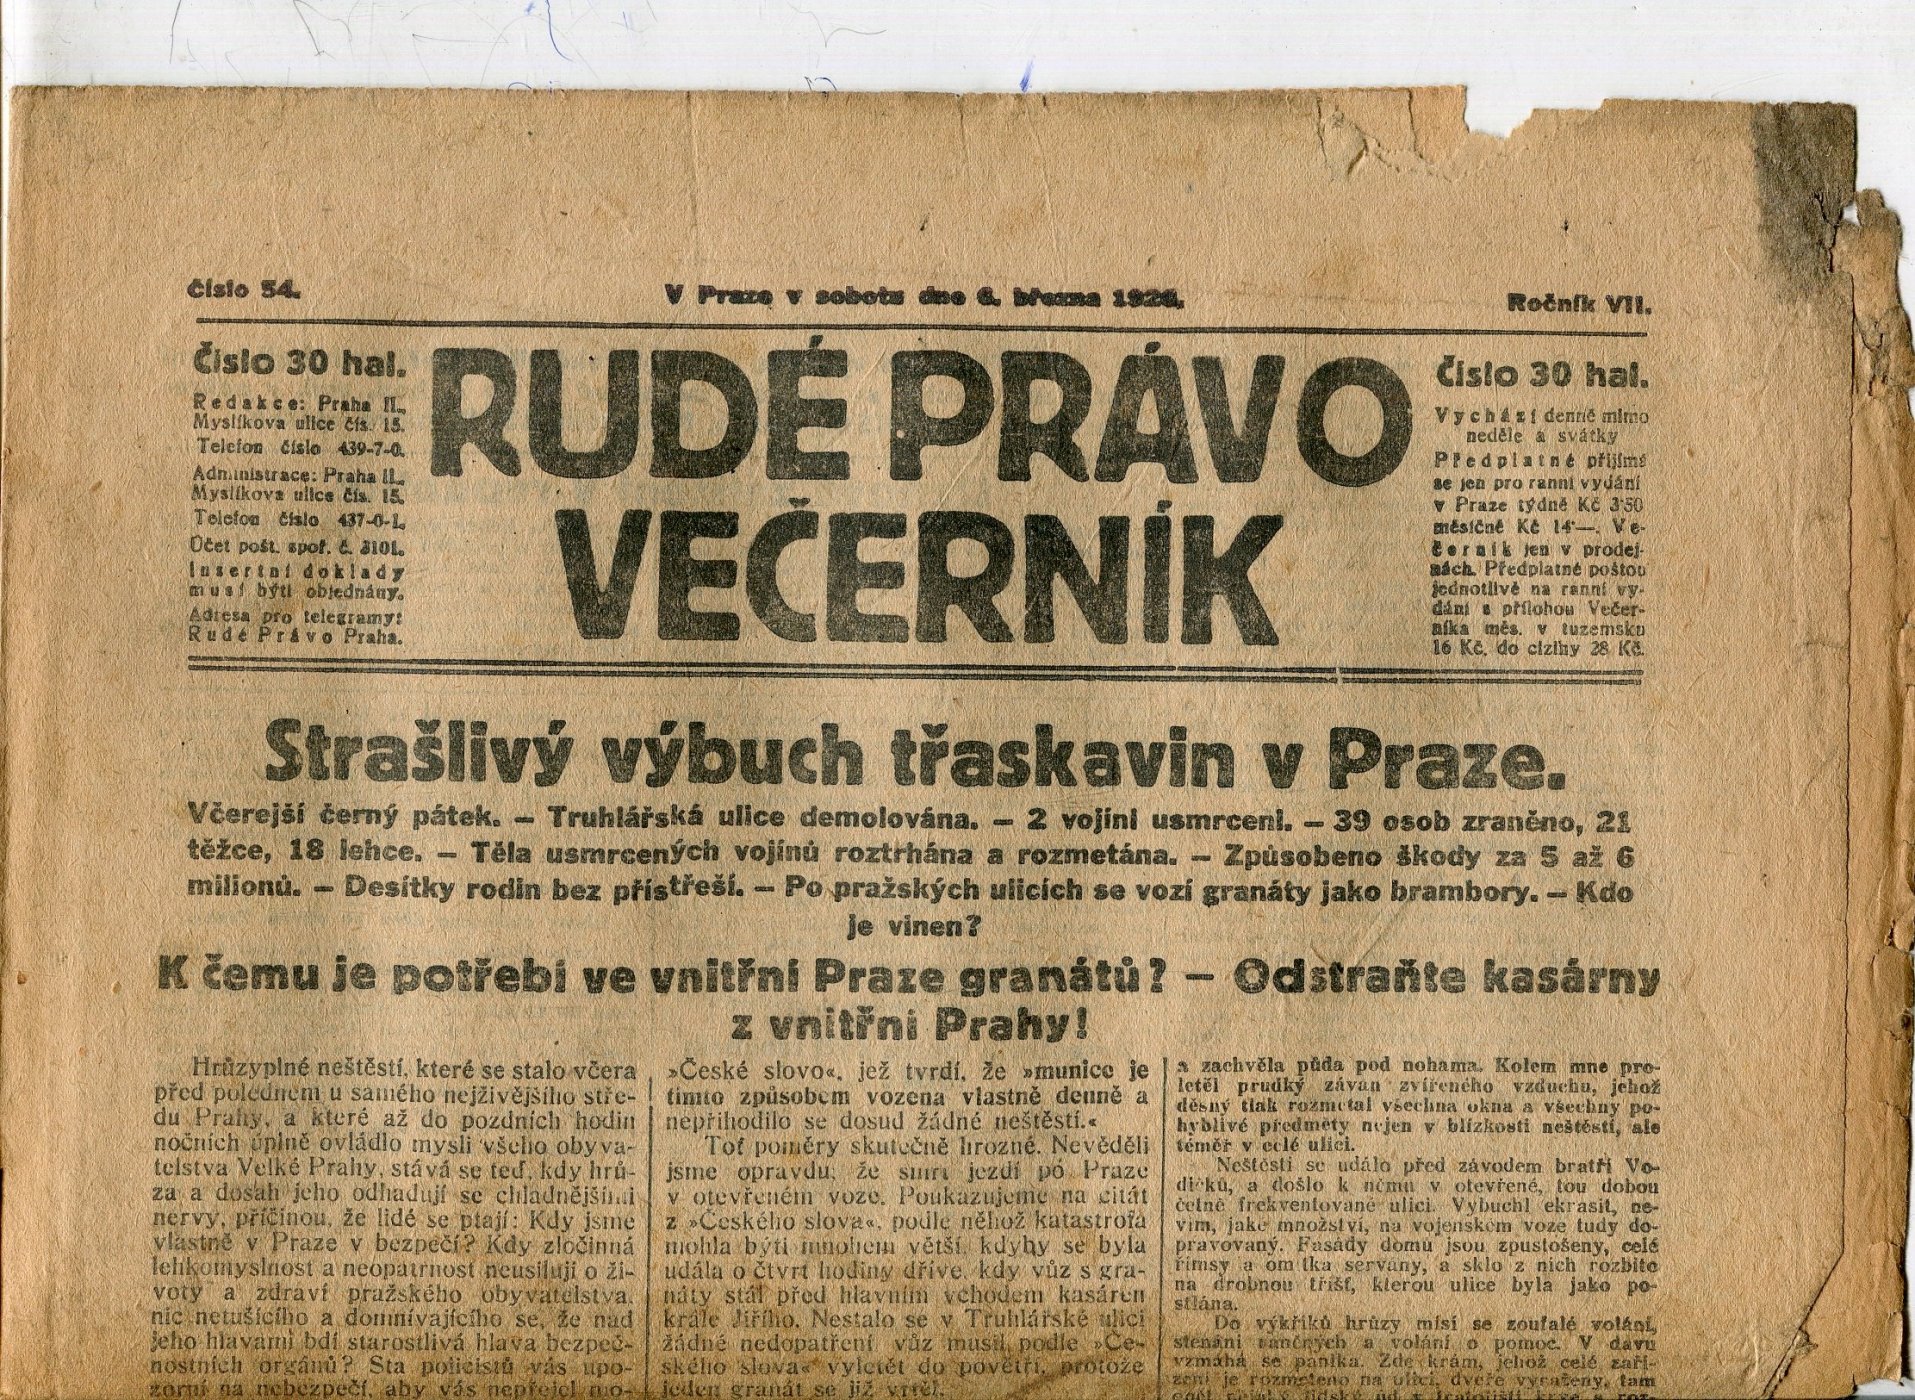 Číslo 54.
V Praze v sobotu dne 6. března 1926.
Ročník VII.
Číslo 30 hal.
Redakce: Praha II.,
Myslíkova ulice čís. 15.
Telefon číslo 439-7-0.
Administrace: Praha II.,
Myslíkova ulice čís. 15.
Telefon číslo 437-0-1.
Účet pošt. spoř. č. 3101.
Insertní doklady
musí býti objednány.
Adresa pro telegramy:
Rudé Právo Praha.
RUDÉ PRÁVO
VEČERNÍK
Číslo 30 hal.
Vychází denně mimo
neděle a svátky
Předplatné přijímá
se jen pro ranní vydání
v Praze týdně Kč 3·50
měsíčně Kč 14—. Ve-
černík jen v prodej-
nách. Předplatné poštou
jednotlivě na ranní vy-
dání s přílohou Večer-
níka měs. v tuzemsku
16 Kč, do ciziny 28 Kč.
Strašlivý výbuch třaskavin v Praze.
Včerejší černý pátek. — Truhlářská ulice demolována. — 2 vojíni usmrceni. — 39 osob zraněno, 21
těžce, 18 lehce. — Těla usmrcených vojínů roztrhána a rozmetána. — Způsobeno škody za 5 až 6
milionů. — Desítky rodin bez přístřeší. — Po pražských ulicích se vozí granáty jako brambory. — Kdo
je vinen?
K čemu je potřebí ve vnitřní Praze granátů? — Odstraňte kasárny
z vnitřní Prahy!
Hrůzyplné neštěstí, které se stalo včera
před polednem u samého nejživějšího stře-
du Prahy, a které až do pozdních hodin
nočních úplně ovládlo mysli všeho obyva-
telstva Velké Prahy, stává se teď, kdy hrů-
za a dosah jeho odhadují se chladnějšími
nervy, příčinou, že lidé se ptají: Kdy jsme
vlastně v Praze v bezpečí? Kdy zločinná
lehkomyslnost a neopatrnost neusilují o ži-
voty a zdraví pražského obyvatelstva,
nic netušícího a domnívajícího se, že nad
jeho hlavami bdí starostlivá hlava bezpeč-
nostních orgánů? Sta policistů vás upo-
zorní na nebezpečí, aby vás nepřejel mo-
»České slovo«, jež tvrdí, že »munice je
tímto způsobem vozena vlastně denně a
nepřihodilo se dosud žádné neštěstí.«
Toť poměry skutečně hrozné. Nevěděli
jsme opravdu, že smrt jezdí po Praze
v otevřeném voze. Poukazujeme na citát
z »Českého slova«, podle něhož katastrofa
mohla býti mnohem větší, kdyby se byla
udála o čtvrt hodiny dříve, kdy vůz s gra-
náty stál před hlavním vchodem kasáren
krále Jiřího. Nestalo se v Truhlářské ulici
žádné nedopatření, vůz musil podle »Če-
ského slova« vyletět do povětří, protože
jeden granát se již vrtěl.
a zachvěla půda pod nohama. Kolem mne pro-
letěl prudký závan zvířeného vzduchu, jehož
děsný tlak rozmetal všechna okna a všechny po-
hyblivé předměty nejen v blízkosti neštěstí, ale
téměř v celé ulici.
Neštěstí se událo před závodem bratří Vo-
dičků, a došlo k němu v otevřené, tou dobou
četně frekventované ulici. Vybuchl ekrasit, ne-
vím, jaké množství, na vojenském voze tudy do-
pravovaný. Fasády domů jsou zpustošeny, celé
římsy a omítka servány, a sklo z nich rozbito
na drobnou tříšť, kterou ulice byla jako po-
stlána.
Do výkřiků hrůzy mísí se zoufalé volání,
stenání raněných a volání o pomoc. V davu
vzmáhá se panika. Zde krám, jehož celé zaří-
zení je rozmeteno na ulici, dveře vyraženy, tam